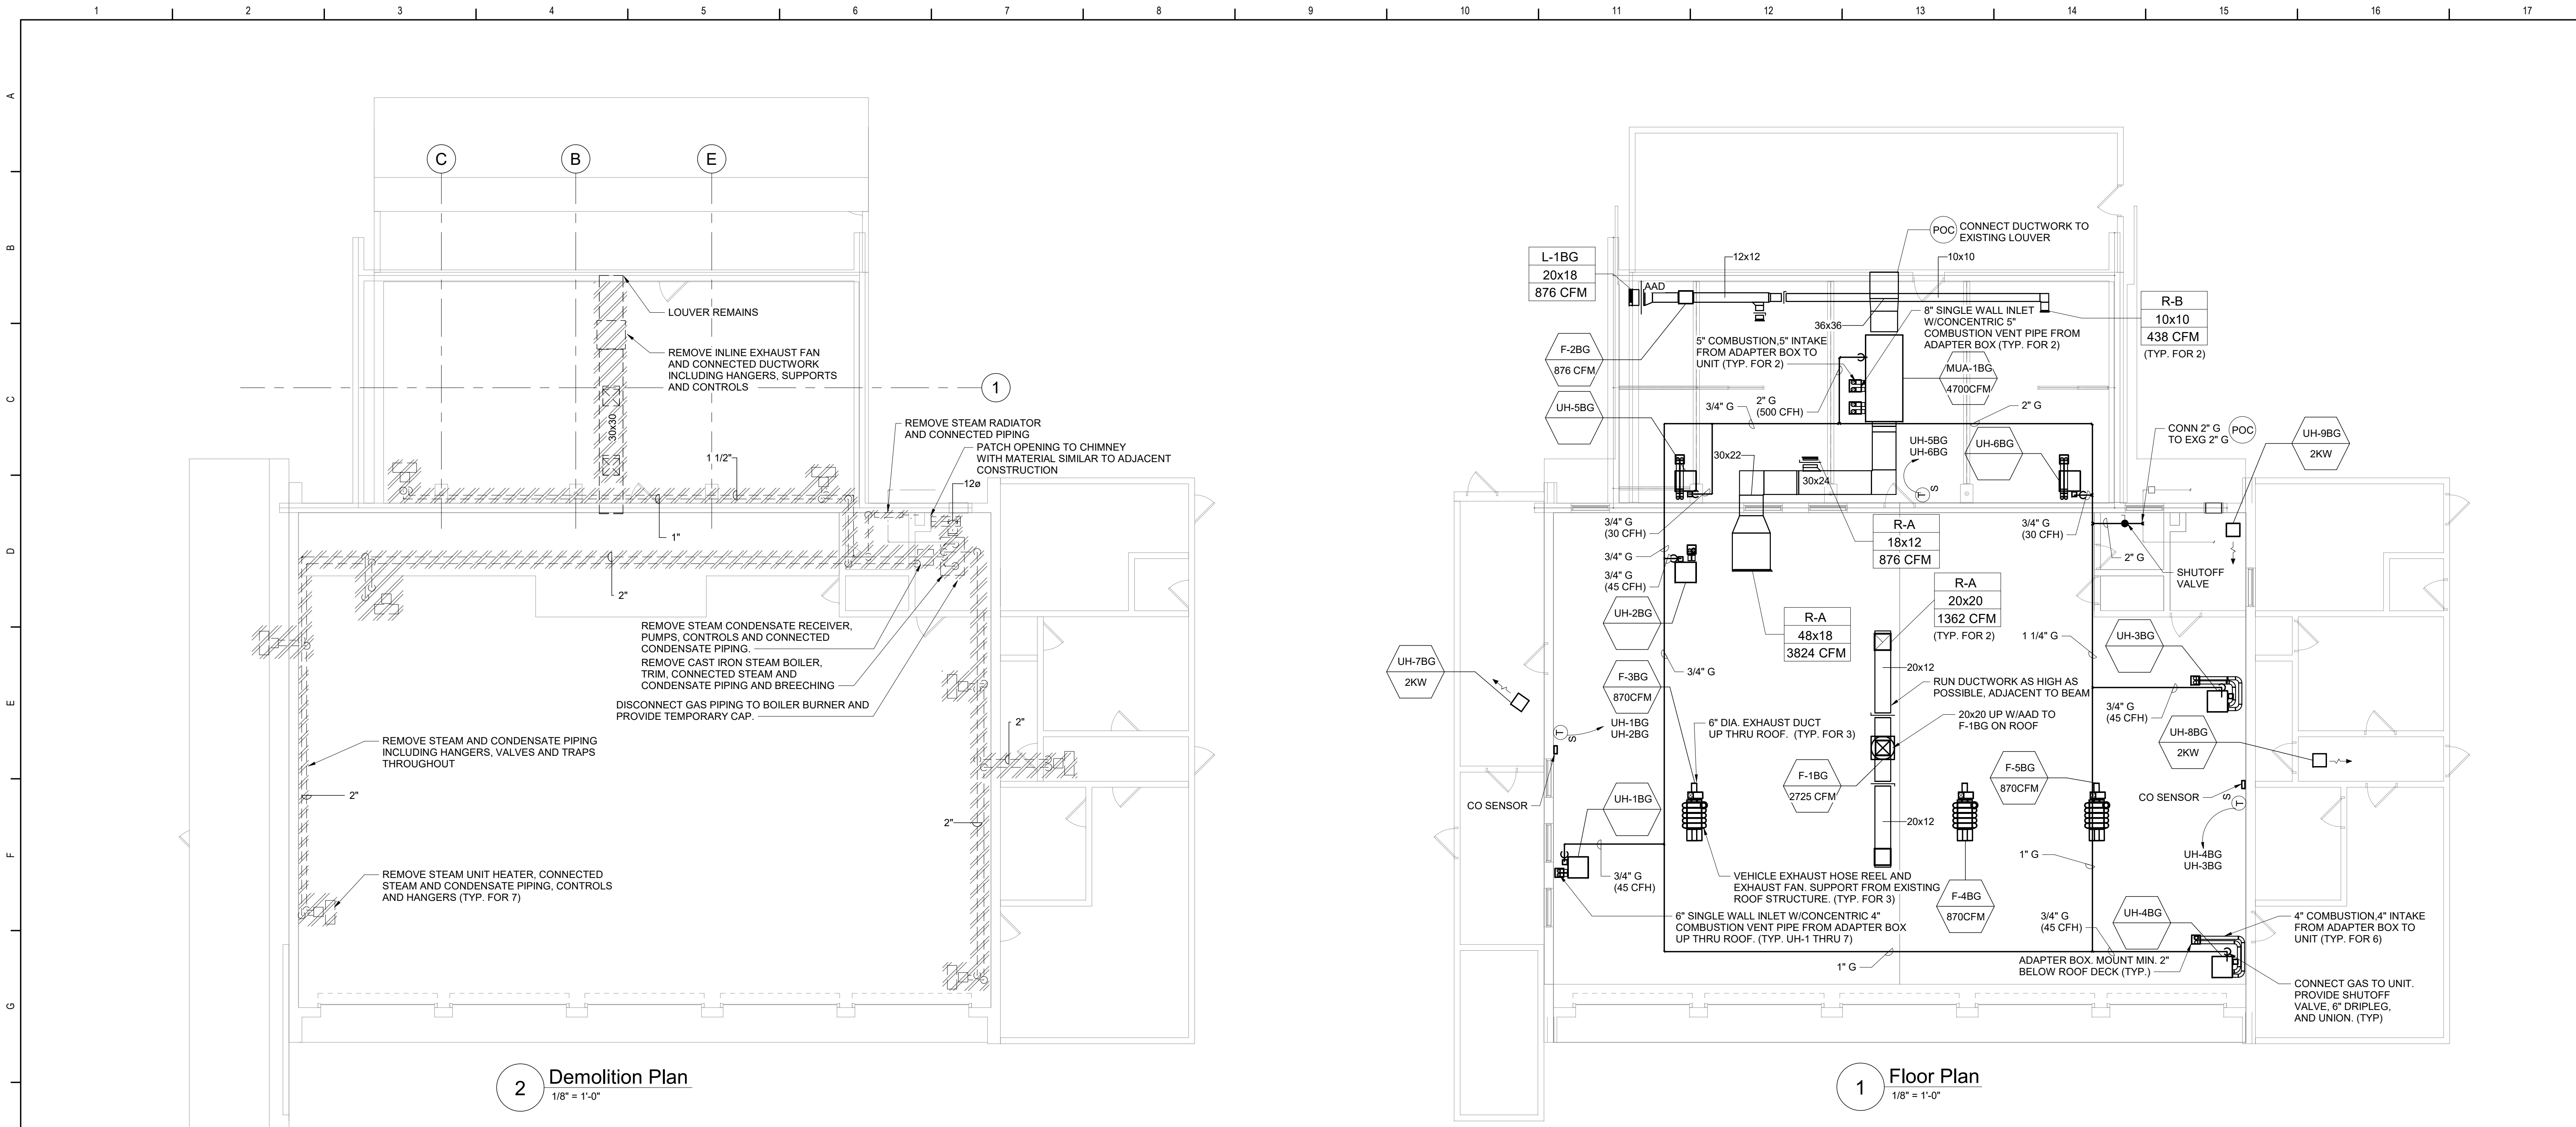 1
2
3
4
5
6
7
8
9
10
11
12
13
14
15
16
17
A
B
C
D
E
F
G
C
B
E
1
LOUVER REMAINS
REMOVE INLINE EXHAUST FAN
AND CONNECTED DUCTWORK
INCLUDING HANGERS, SUPPORTS
AND CONTROLS
30x30
REMOVE STEAM RADIATOR
AND CONNECTED PIPING
PATCH OPENING TO CHIMNEY
WITH MATERIAL SIMILAR TO ADJACENT
CONSTRUCTION
1 1/2"
12ø
1"
2"
REMOVE STEAM CONDENSATE RECEIVER,
PUMPS, CONTROLS AND CONNECTED
CONDENSATE PIPING.
REMOVE CAST IRON STEAM BOILER,
TRIM, CONNECTED STEAM AND
CONDENSATE PIPING AND BREECHING
DISCONNECT GAS PIPING TO BOILER BURNER AND
PROVIDE TEMPORARY CAP.
2"
REMOVE STEAM AND CONDENSATE PIPING
INCLUDING HANGERS, VALVES AND TRAPS
THROUGHOUT
2"
2"
REMOVE STEAM UNIT HEATER, CONNECTED
STEAM AND CONDENSATE PIPING, CONTROLS
AND HANGERS (TYP. FOR 7)
2
Demolition Plan
1/8" = 1'-0"
POC
CONNECT DUCTWORK TO
EXISTING LOUVER
L-1BG
20x18
876 CFM
12x12
10x10
AAD
R-B
10x10
438 CFM
(TYP. FOR 2)
36x36
8" SINGLE WALL INLET
W/CONCENTRIC 5"
COMBUSTION VENT PIPE FROM
ADAPTER BOX (TYP. FOR 2)
5" COMBUSTION,5" INTAKE
FROM ADAPTER BOX TO
UNIT (TYP. FOR 2)
F-2BG
876 CFM
MUA-1BG
4700CFM
UH-5BG
3/4" G
2" G
(500 CFH)
2" G
CONN 2" G
TO EXG 2" G
POC
UH-9BG
2KW
UH-5BG
UH-6BG
UH-6BG
30x22
30x24
T
S
3/4" G
(30 CFH)
R-A
18x12
876 CFM
3/4" G
(30 CFH)
3/4" G
2" G
3/4" G
(45 CFH)
SHUTOFF
VALVE
R-A
20x20
1362 CFM
(TYP. FOR 2)
UH-2BG
R-A
48x18
3824 CFM
1 1/4" G
UH-3BG
UH-7BG
2KW
F-3BG
870CFM
3/4" G
20x12
RUN DUCTWORK AS HIGH AS
POSSIBLE, ADJACENT TO BEAM
3/4" G
(45 CFH)
UH-1BG
UH-2BG
T
S
6" DIA. EXHAUST DUCT
UP THRU ROOF. (TYP. FOR 3)
20x20 UP W/AAD TO
F-1BG ON ROOF
UH-8BG
2KW
F-1BG
2725 CFM
F-5BG
870CFM
CO SENSOR
UH-1BG
CO SENSOR
S
T
20x12
UH-4BG
UH-3BG
1" G
3/4" G
(45 CFH)
VEHICLE EXHAUST HOSE REEL AND
EXHAUST FAN. SUPPORT FROM EXISTING
ROOF STRUCTURE. (TYP. FOR 3)
F-4BG
870CFM
6" SINGLE WALL INLET W/CONCENTRIC 4"
COMBUSTION VENT PIPE FROM ADAPTER BOX
UP THRU ROOF. (TYP. UH-1 THRU 7)
3/4" G
(45 CFH)
UH-4BG
4" COMBUSTION,4" INTAKE
FROM ADAPTER BOX TO
UNIT (TYP. FOR 6)
1" G
ADAPTER BOX. MOUNT MIN. 2"
BELOW ROOF DECK (TYP.)
CONNECT GAS TO UNIT.
PROVIDE SHUTOFF
VALVE, 6" DRIPLEG,
AND UNION. (TYP)
1
Floor Plan
1/8" = 1'-0"